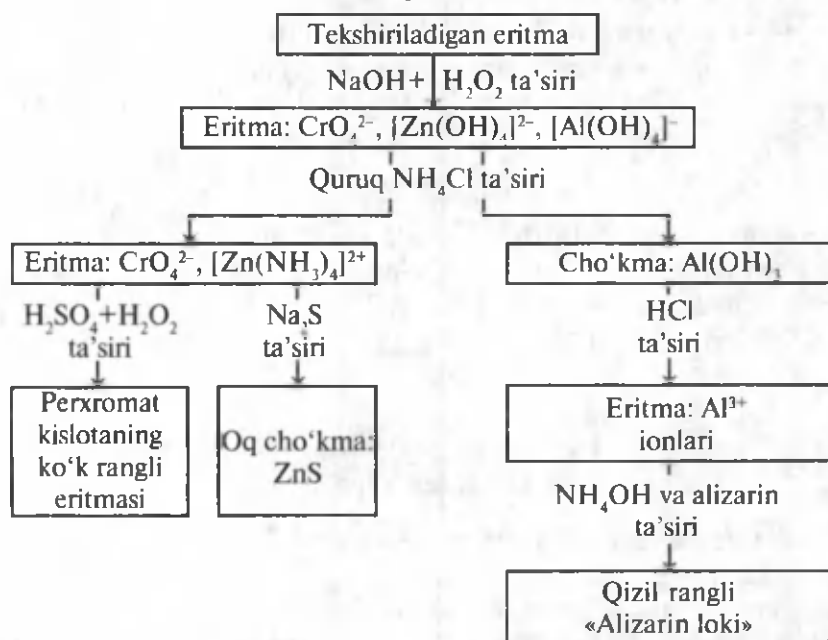 Tekshiriladigan eritma
NaOH+ H₂O₂ ta'siri
Eritma: CrO₄²⁻, [Zn(OH)₄]²⁻, [Al(OH)₄]⁻
Quruq NH₄Cl ta'siri
Eritma: CrO₄²⁻, [Zn(NH₃)₄]²⁺
H₂SO₄+H₂O₂
ta'siri
Perxromat
kislotaning
ko‘k rangli
eritmasi
Na₂S
ta'siri
Oq cho‘kma:
ZnS
Cho‘kma: Al(OH)₃
HCl
ta'siri
Eritma: Al³⁺
ionlari
NH₄OH va alizarin
ta'siri
Qizil rangli
«Alizarin loki»